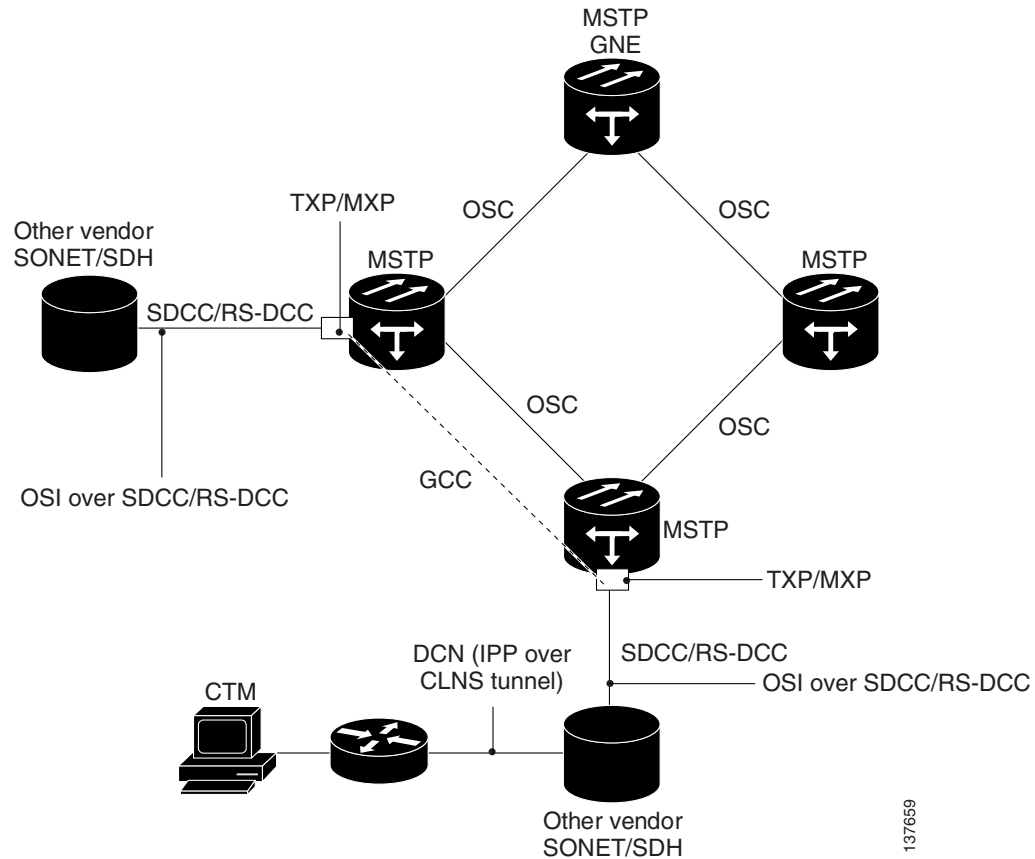 MSTP
GNE
TXP/MXP
OSC
OSC
Other vendor
SONET/SDH
MSTP
MSTP
SDCC/RS-DCC
OSC
OSC
GCC
OSI over SDCC/RS-DCC
MSTP
TXP/MXP
DCN (IPP over
CLNS tunnel)
SDCC/RS-DCC
OSI over SDCC/RS-DCC
CTM
Other vendor
SONET/SDH
137659